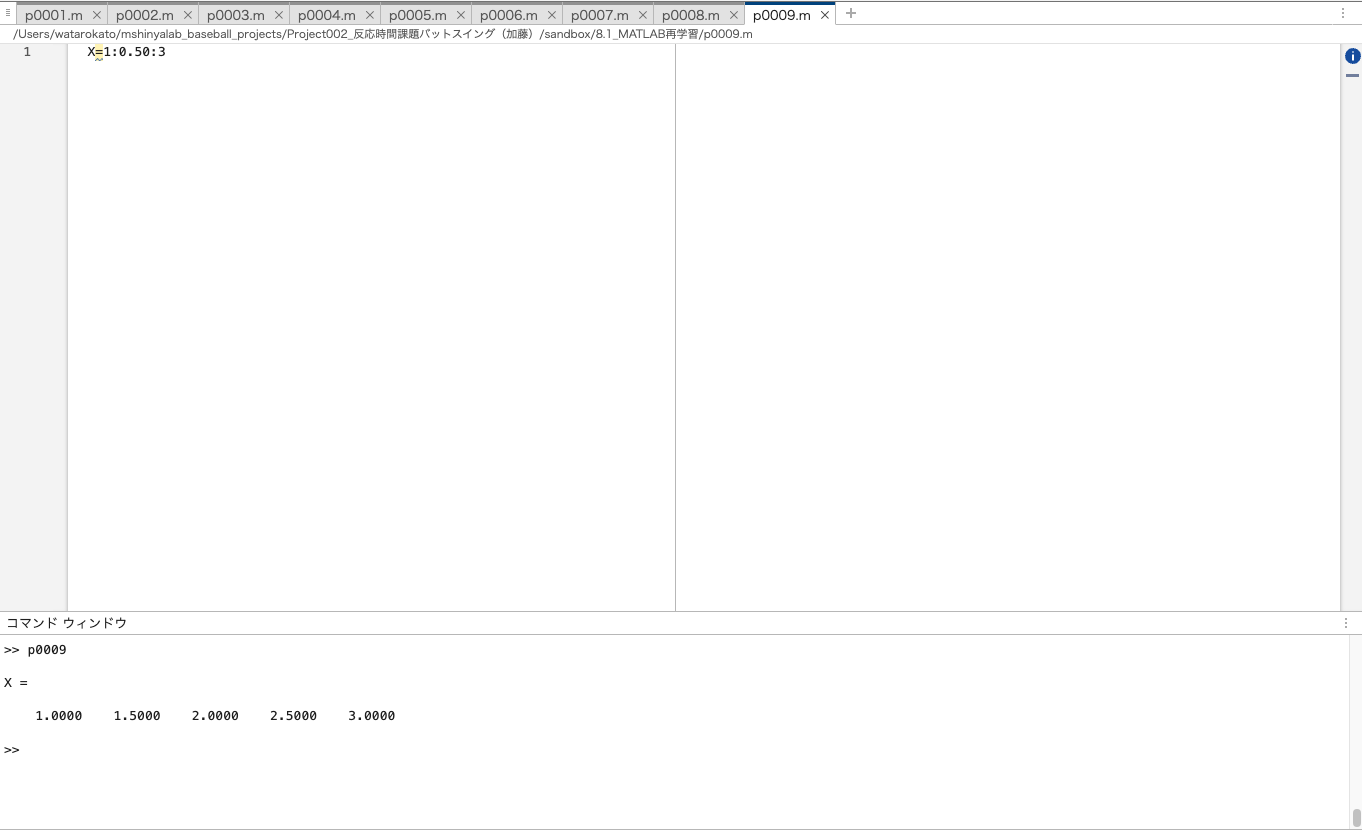 p0001.m × p0002.m × p0003.m × p0004.m × p0005.m × p0006.m × p0007.m × p0008.m × p0009.m × +
/Users/watarokato/mshinyalab_baseball_projects/Project002_反応時間課題バットスイング（加藤）/sandbox/8.1_MATLAB再学習/p0009.m
1 X=1:0.50:3
コマンド ウィンドウ
>> p0009
X =
1.0000 1.5000 2.0000 2.5000 3.0000
>>